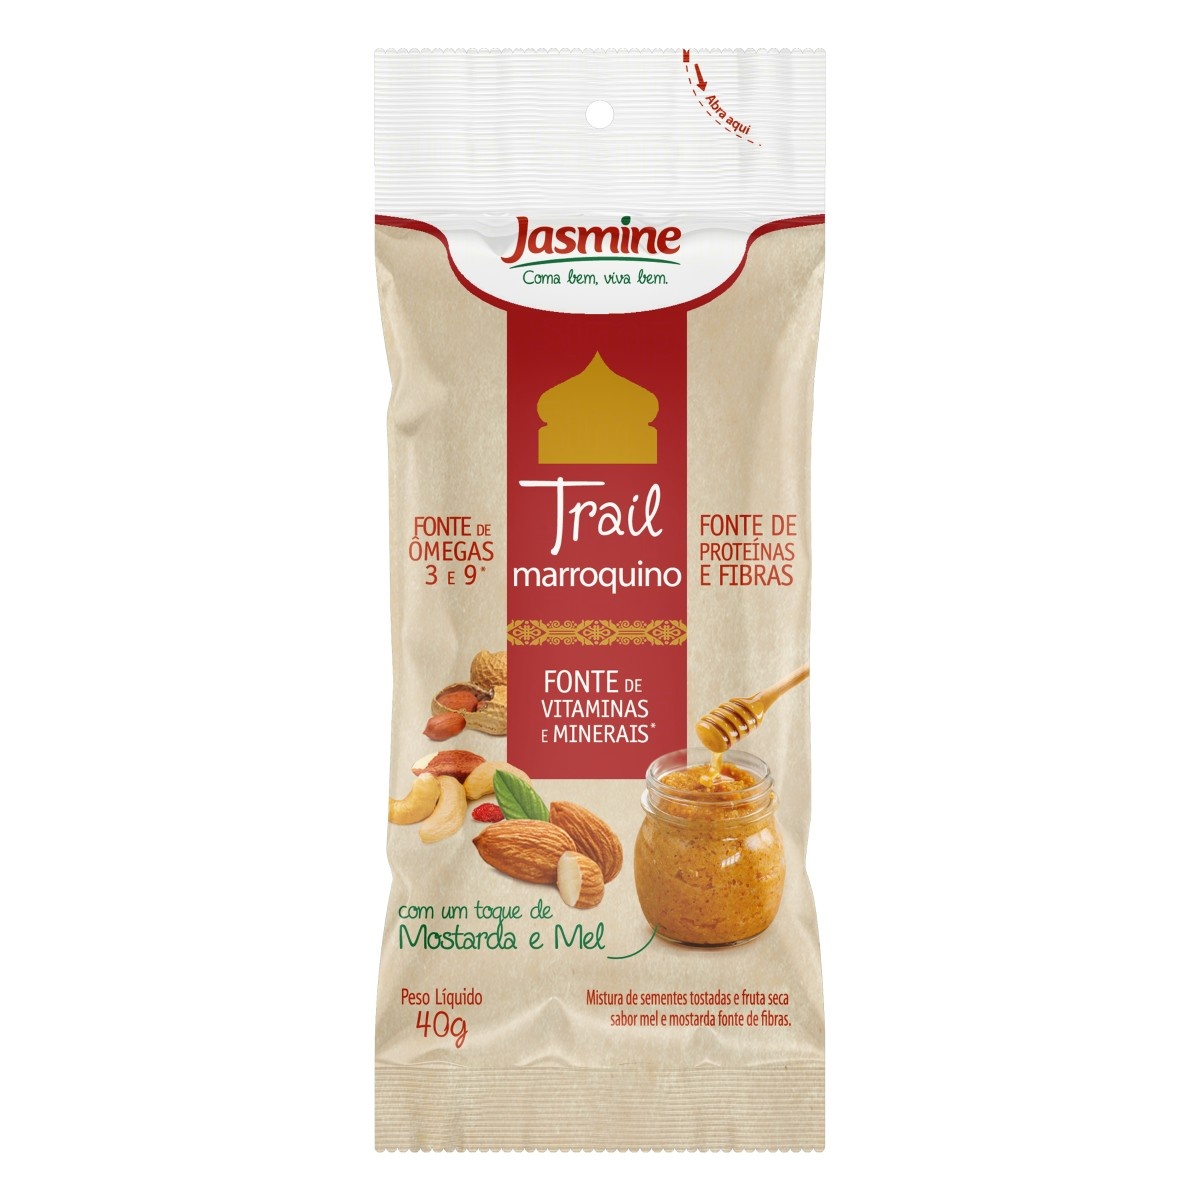 Abra aqui
Jasmine
Coma bem, viva bem.
Trail
marroquino
FONTE DE
ÔMEGAS
3 E 9*
FONTE DE
PROTEÍNAS
E FIBRAS
FONTE DE
VITAMINAS
E MINERAIS*
com um toque de
Mostarda e Mel
Peso Líquido
40g
Mistura de sementes tostadas e fruta seca
sabor mel e mostarda fonte de fibras.